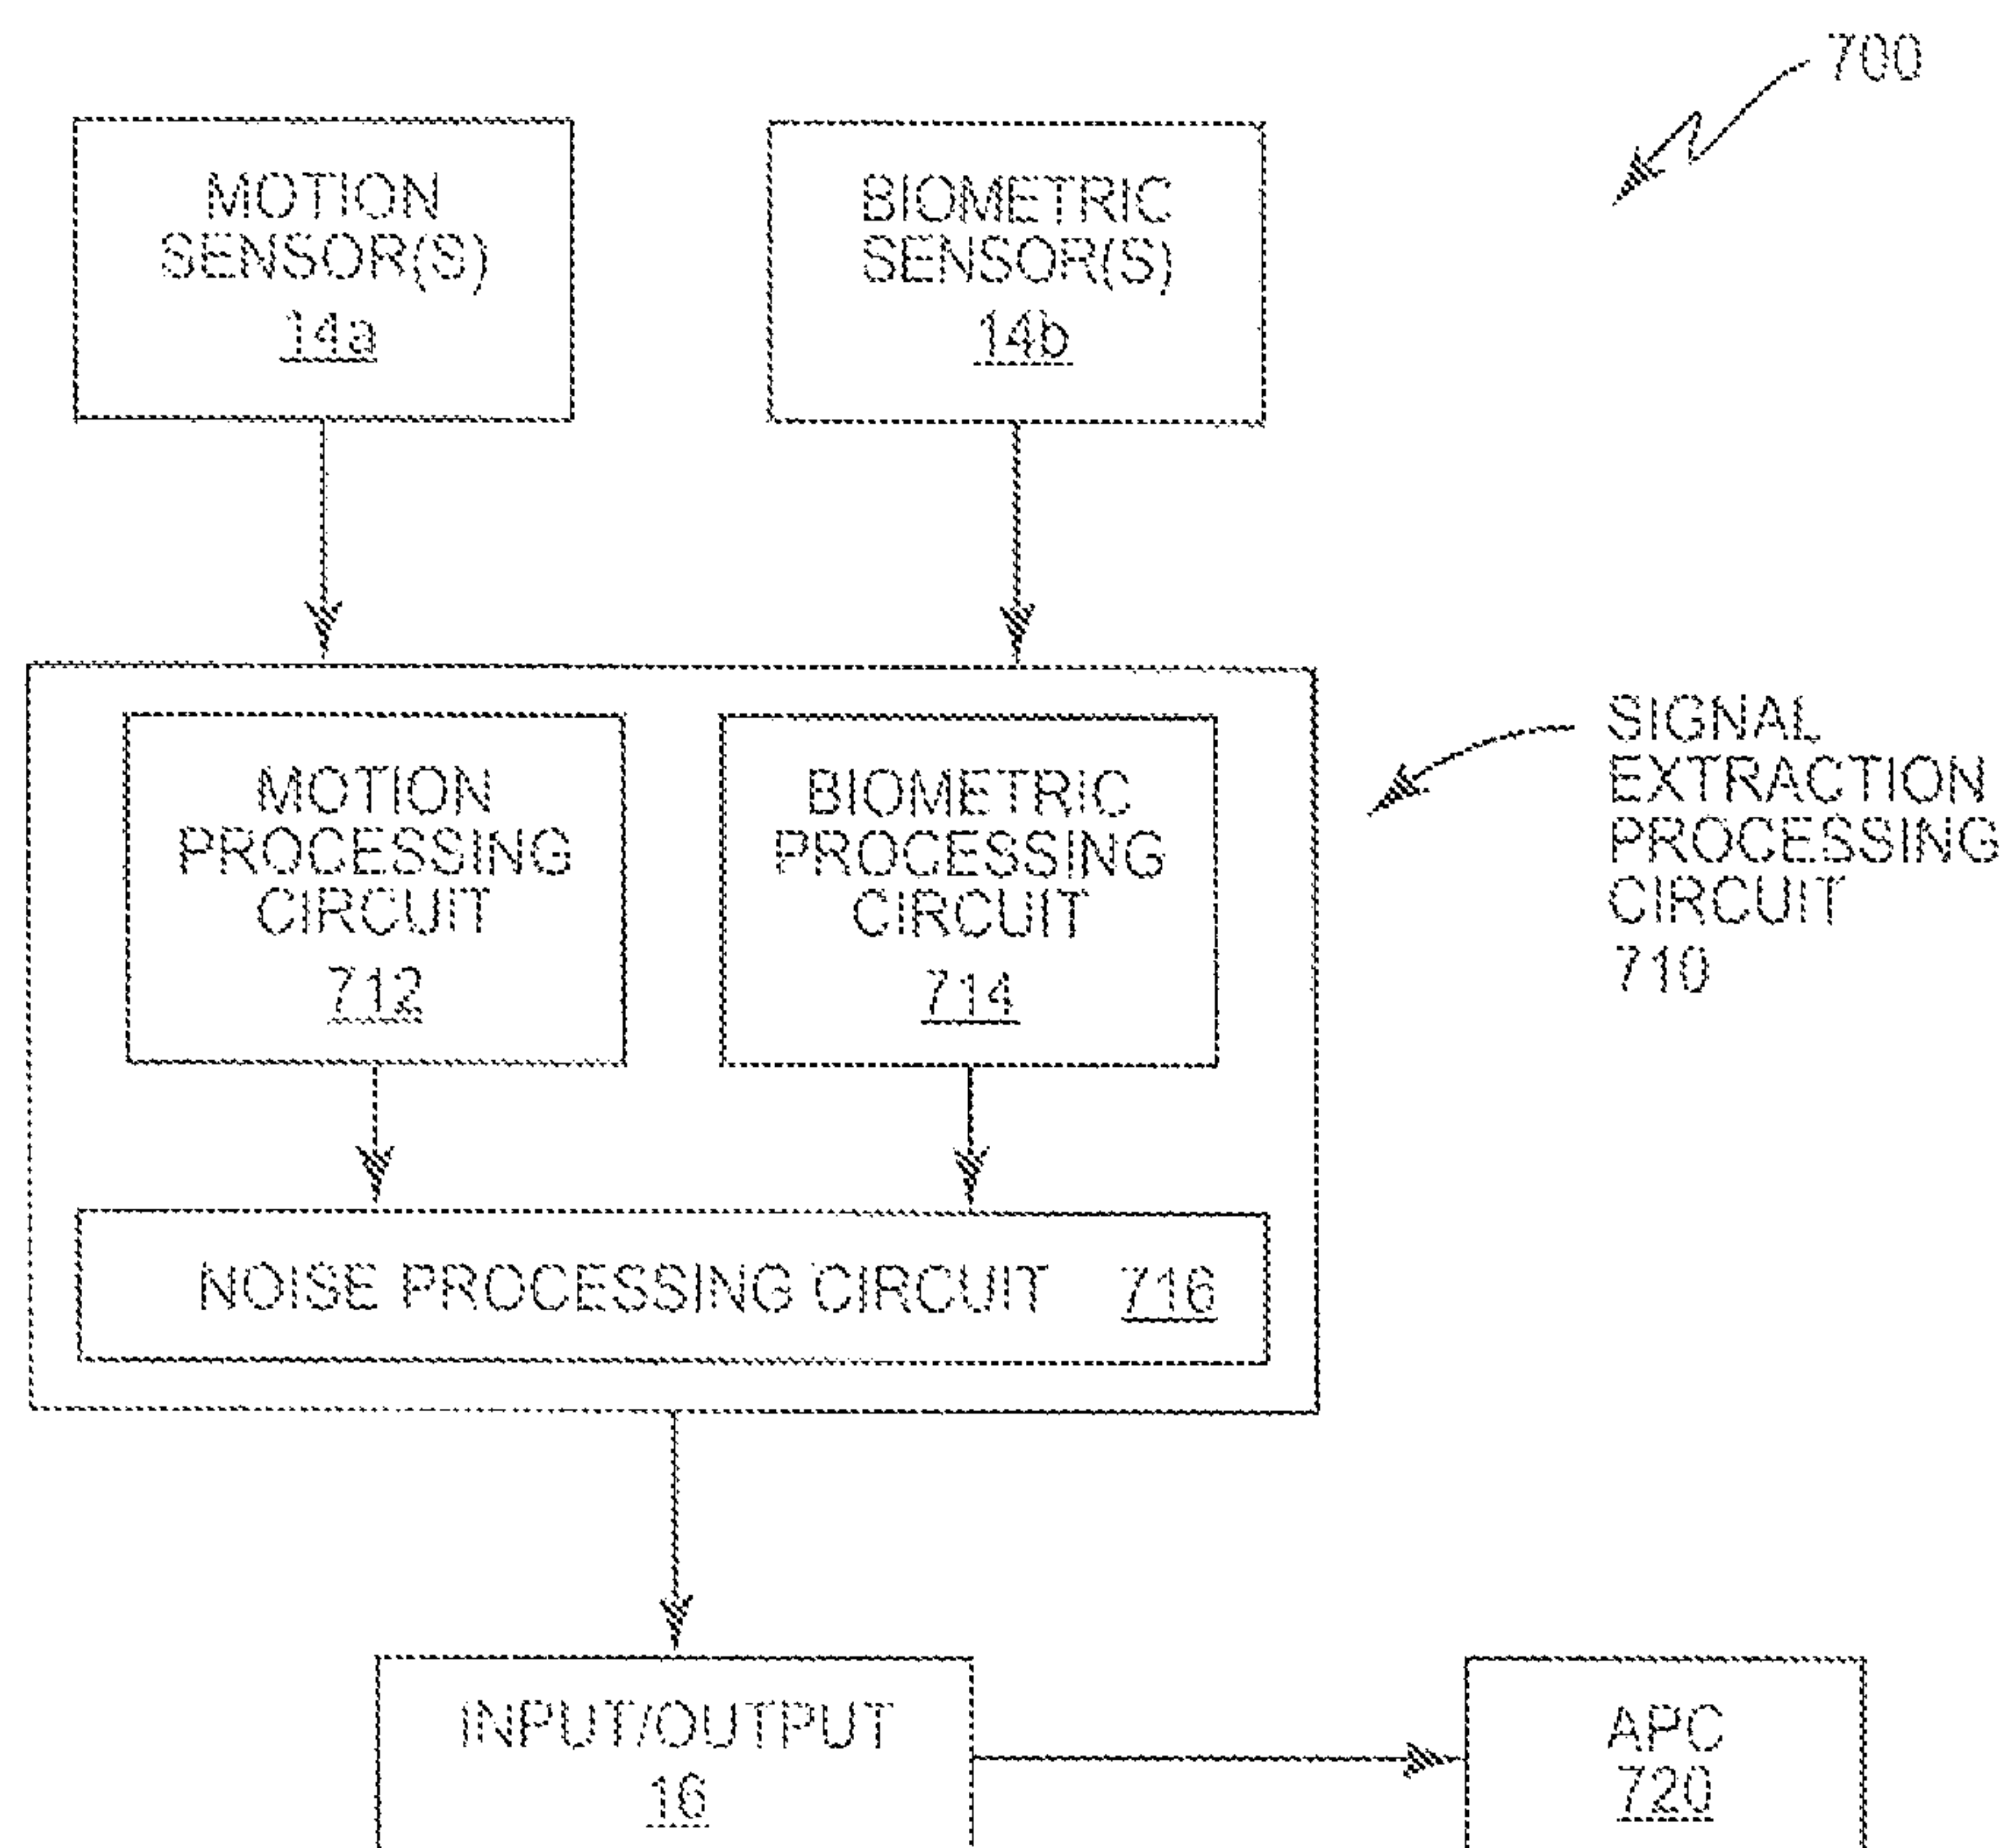 700
MOTION
SENSOR(S)
14a
BIOMETRIC
SENSOR(S)
14b
SIGNAL
EXTRACTION
PROCESSING
CIRCUIT
710
MOTION
PROCESSING
CIRCUIT
712
BIOMETRIC
PROCESSING
CIRCUIT
714
NOISE PROCESSING CIRCUIT 716
INPUT/OUTPUT
16
APC
720